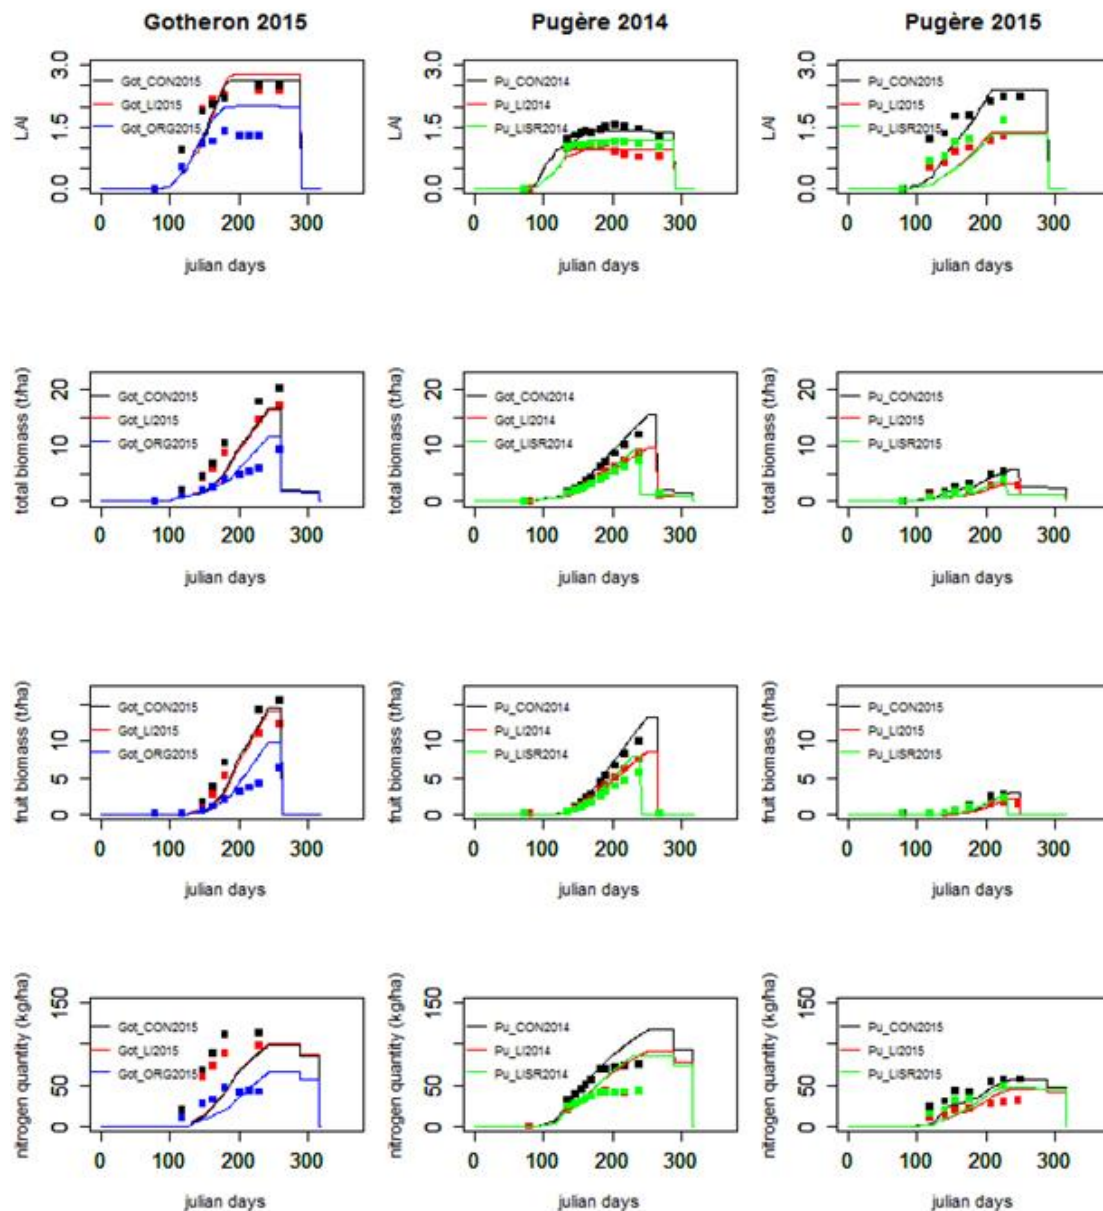 Gotheron 2015
Pugère 2014
Pugère 2015
LAI
3.0
1.5
0.0
Got_CON2015
Got_LI2015
Got_ORG2015
0 100 200 300
julian days
LAI
3.0
1.5
0.0
Pu_CON2014
Pu_LI2014
Pu_LISR2014
0 100 200 300
julian days
LAI
3.0
1.5
0.0
Pu_CON2015
Pu_LI2015
Pu_LISR2015
0 100 200 300
julian days
total biomass (t/ha)
20
10
0
Got_CON2015
Got_LI2015
Got_ORG2015
0 100 200 300
julian days
total biomass (t/ha)
20
10
0
Got_CON2014
Got_LI2014
Got_LISR2014
0 100 200 300
julian days
total biomass (t/ha)
20
10
0
Pu_CON2015
Pu_LI2015
Pu_LISR2015
0 100 200 300
julian days
fruit biomass (t/ha)
10
5
0
Got_CON2015
Got_LI2015
Got_ORG2015
0 100 200 300
julian days
fruit biomass (t/ha)
10
5
0
Pu_CON2014
Pu_LI2014
Pu_LISR2014
0 100 200 300
julian days
fruit biomass (t/ha)
10
5
0
Pu_CON2015
Pu_LI2015
Pu_LISR2015
0 100 200 300
julian days
nitrogen quantity (kg/ha)
150
50
0
Got_CON2015
Got_LI2015
Got_ORG2015
0 100 200 300
julian days
nitrogen quantity (kg/ha)
150
50
0
Pu_CON2014
Pu_LI2014
Pu_LISR2014
0 100 200 300
julian days
nitrogen quantity (kg/ha)
150
50
0
Pu_CON2015
Pu_LI2015
Pu_LISR2015
0 100 200 300
julian days